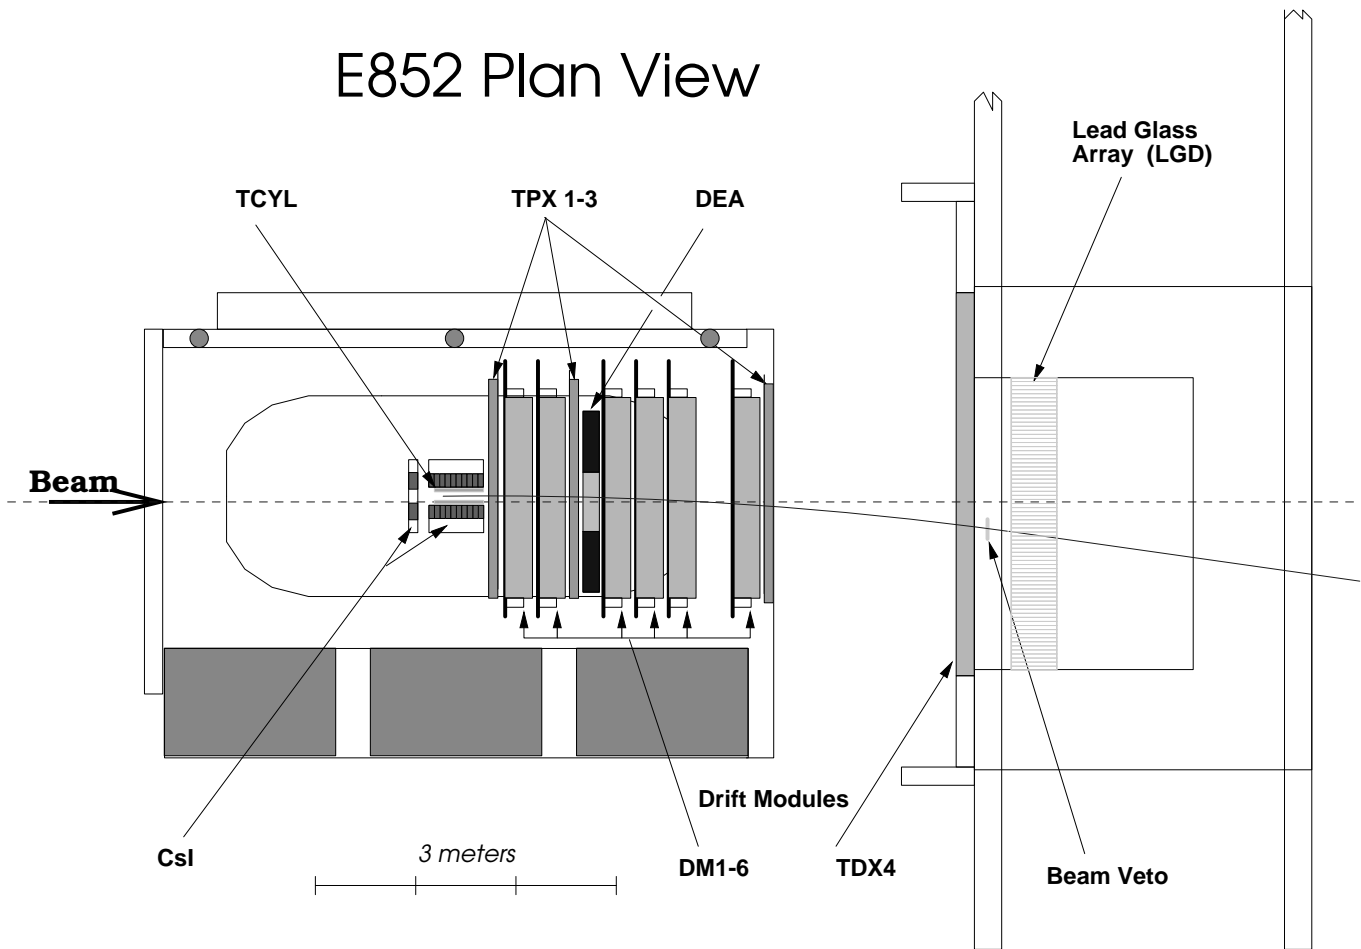 E852 Plan View
Lead Glass
Array (LGD)
TCYL
TPX 1-3
DEA
Beam
Drift Modules
CsI
3 meters
DM1-6
TDX4
Beam Veto